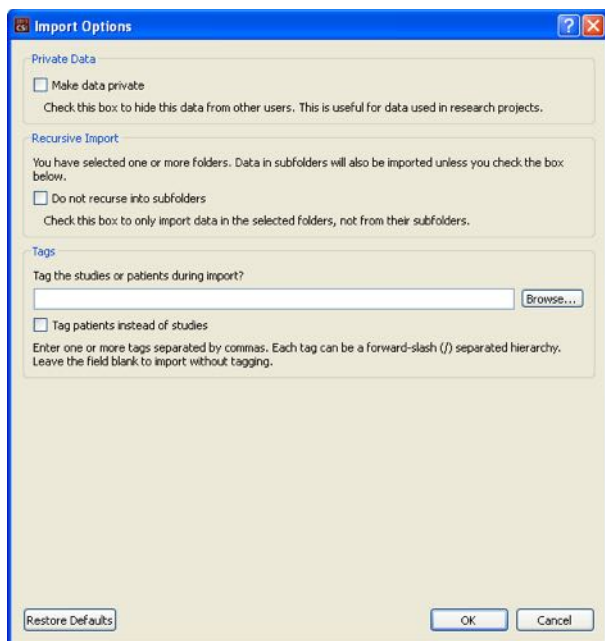 Import Options
Private Data
Make data private
Check this box to hide this data from other users. This is useful for data used in research projects.
Recursive Import
You have selected one or more folders. Data in subfolders will also be imported unless you check the box
below.
Do not recurse into subfolders
Check this box to only import data in the selected folders, not from their subfolders.
Tags
Tag the studies or patients during import?
Browse...
Tag patients instead of studies
Enter one or more tags separated by commas. Each tag can be a forward-slash (/) separated hierarchy.
Leave the field blank to import without tagging.
Restore Defaults OK Cancel